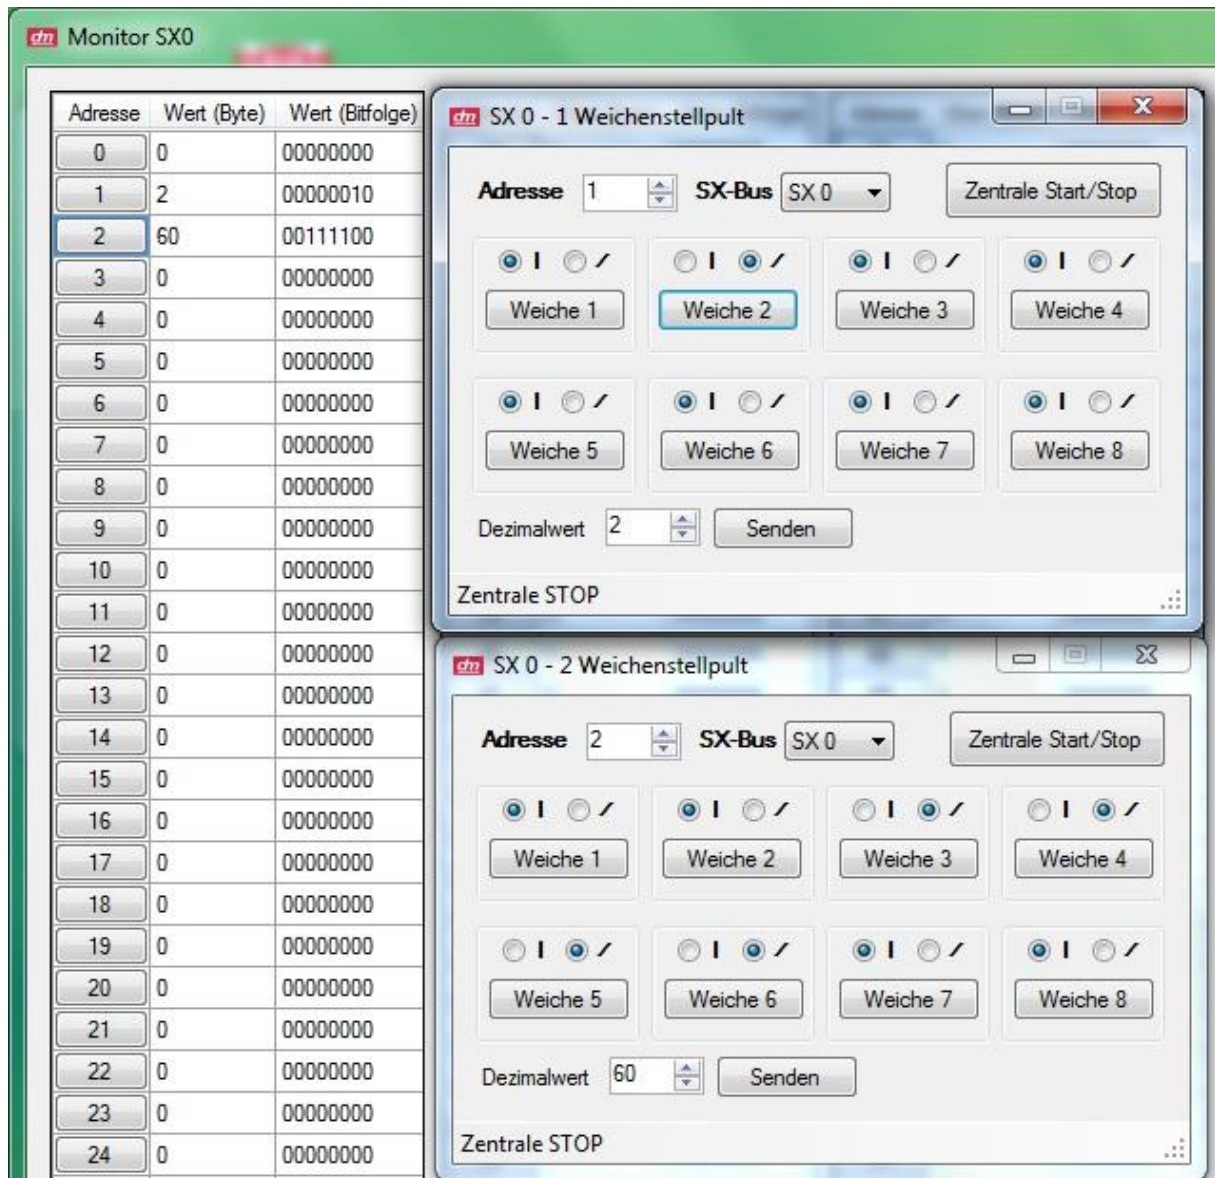 dm Monitor SX0
Adresse Wert (Byte) Wert (Bitfolge)
0 0 00000000
1 2 00000010
2 60 00111100
3 0 00000000
4 0 00000000
5 0 00000000
6 0 00000000
7 0 00000000
8 0 00000000
9 0 00000000
10 0 00000000
11 0 00000000
12 0 00000000
13 0 00000000
14 0 00000000
15 0 00000000
16 0 00000000
17 0 00000000
18 0 00000000
19 0 00000000
20 0 00000000
21 0 00000000
22 0 00000000
23 0 00000000
24 0 00000000
dm SX 0 - 1 Weichenstellpult
Adresse 1 SX-Bus SX 0 Zentrale Start/Stop
Weiche 1 Weiche 2 Weiche 3 Weiche 4
Weiche 5 Weiche 6 Weiche 7 Weiche 8
Dezimalwert 2 Senden
Zentrale STOP
dm SX 0 - 2 Weichenstellpult
Adresse 2 SX-Bus SX 0 Zentrale Start/Stop
Weiche 1 Weiche 2 Weiche 3 Weiche 4
Weiche 5 Weiche 6 Weiche 7 Weiche 8
Dezimalwert 60 Senden
Zentrale STOP